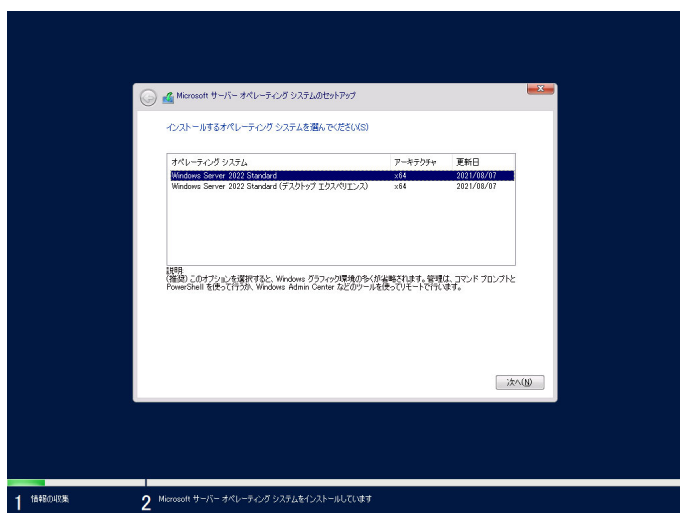 Microsoft サーバー オペレーティング システムのセットアップ
インストールするオペレーティング システムを選んでください(S)
オペレーティング システム アーキテクチャ 更新日
Windows Server 2022 Standard x64 2021/08/07
Windows Server 2022 Standard (デスクトップ エクスペリエンス) x64 2021/08/07
説明:
(推奨) このオプションを選択すると、Windows グラフィック環境の多くが省略されます。管理は、コマンド プロンプトと
PowerShell を使って行うか、Windows Admin Center などのツールを使ってリモートで行います。
次へ(N)
1 情報の収集 2 Microsoft サーバー オペレーティング システムをインストールしています